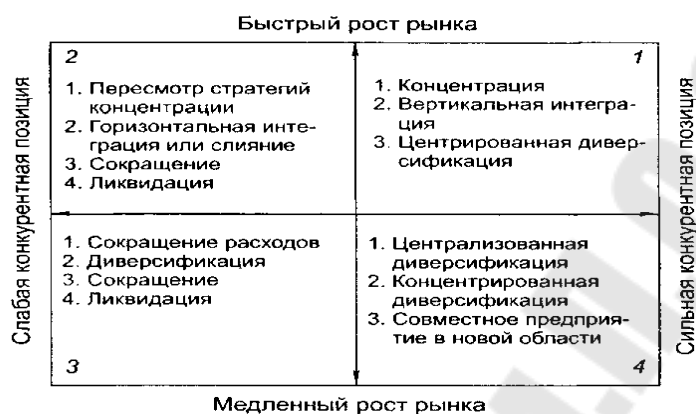 Быстрый рост рынка
Слабая конкурентная позиция
2
1. Пересмотр стратегий
концентрации
2. Горизонтальная инте-
грация или слияние
3. Сокращение
4. Ликвидация
1
1. Концентрация
2. Вертикальная интегра-
ция
3. Центрированная дивер-
сификация
Сильная конкурентная позиция
1. Сокращение расходов
2. Диверсификация
3. Сокращение
4. Ликвидация
3
1. Централизованная
диверсификация
2. Концентрированная
диверсификация
3. Совместное предприя-
тие в новой области
4
Медленный рост рынка